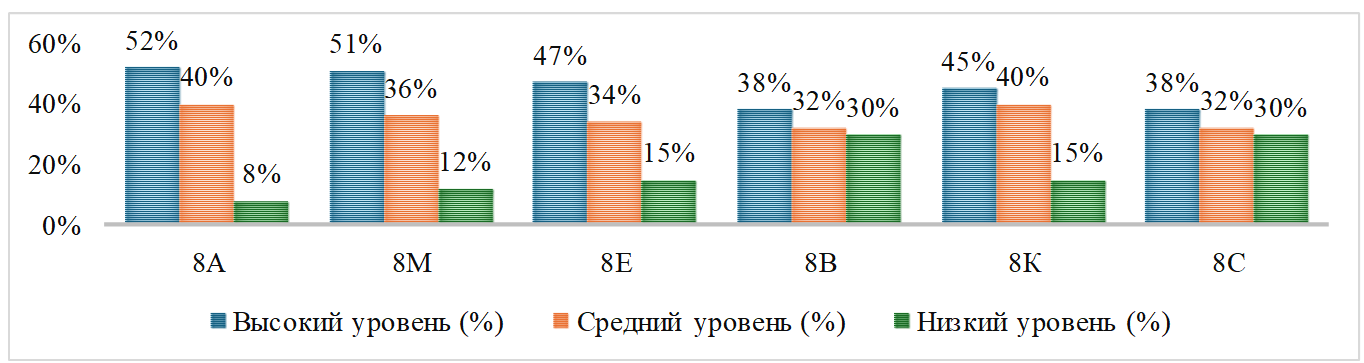 60%
40%
20%
0%
52%
40%
8%
51%
36%
12%
47%
34%
15%
38%
32%
30%
45%
40%
15%
38%
32%
30%
8А
8М
8Е
8В
8К
8С
Высокий уровень (%)
Средний уровень (%)
Низкий уровень (%)